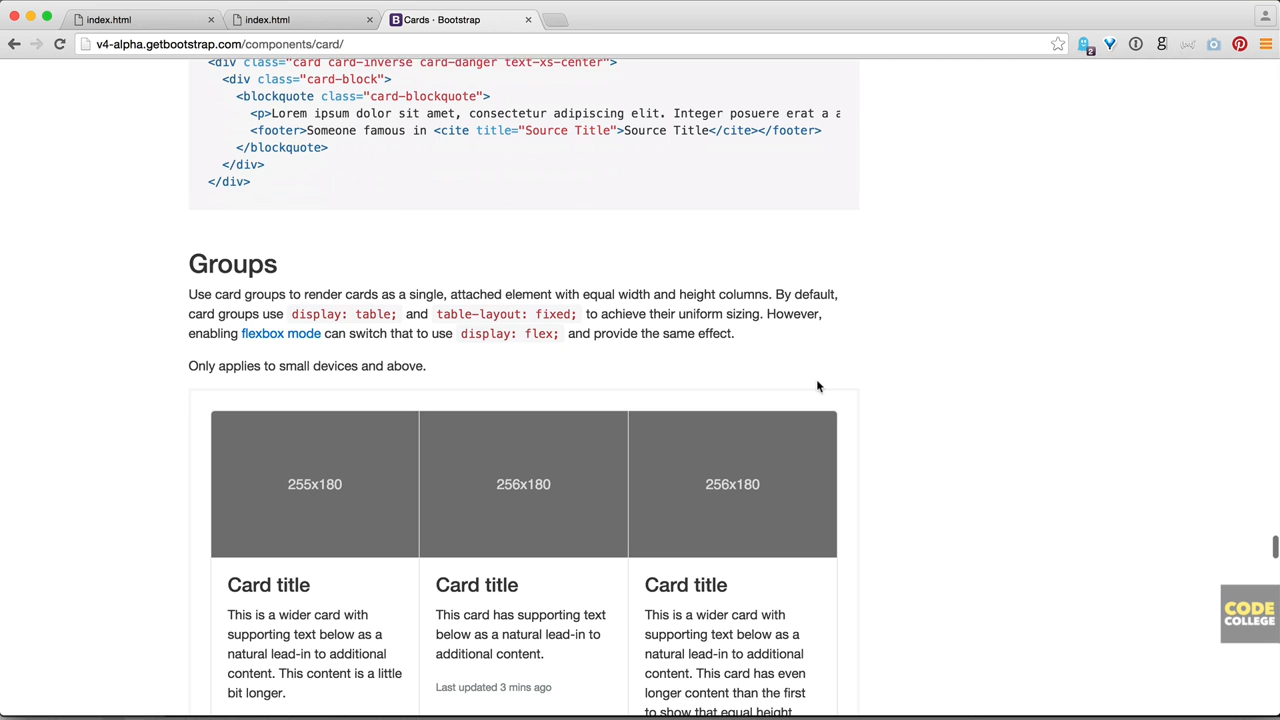 index.html
index.html
Cards · Bootstrap
v4-alpha.getbootstrap.com/components/card/
2
<div class="card card-inverse card-danger text-xs-center">
<div class="card-block">
<blockquote class="card-blockquote">
<p>Lorem ipsum dolor sit amet, consectetur adipiscing elit. Integer posuere erat a a
<footer>Someone famous in <cite title="Source Title">Source Title</cite></footer>
</blockquote>
</div>
</div>
Groups
Use card groups to render cards as a single, attached element with equal width and height columns. By default,
card groups use display: table; and table-layout: fixed; to achieve their uniform sizing. However,
enabling flexbox mode can switch that to use display: flex; and provide the same effect.
Only applies to small devices and above.
255x180
256x180
256x180
Card title
This is a wider card with
supporting text below as a
natural lead-in to additional
content. This content is a little
bit longer.
Card title
This card has supporting text
below as a natural lead-in to
additional content.
Last updated 3 mins ago
Card title
This is a wider card with
supporting text below as a
natural lead-in to additional
content. This card has even
longer content than the first
to show that equal height
CODE
COLLEGE